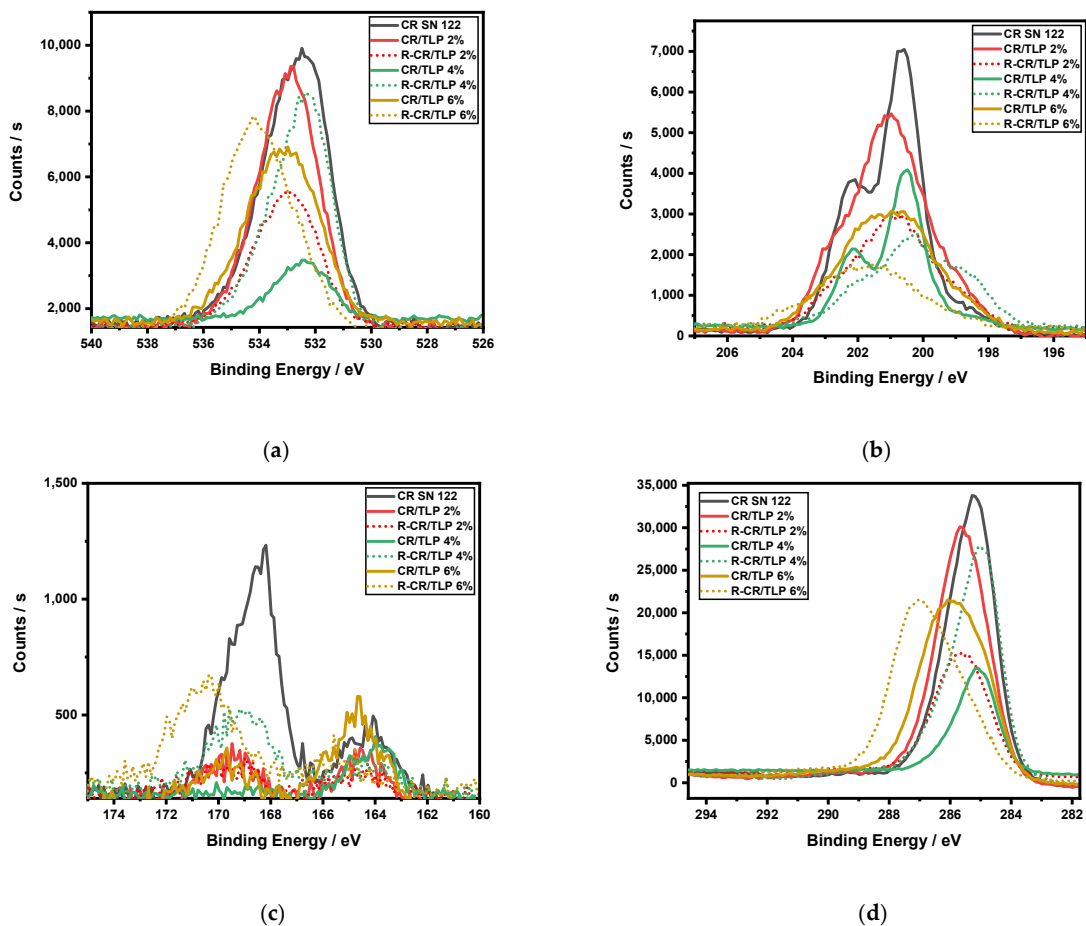 CR SN 122
CR/TLP 2%
R-CR/TLP 2%
CR/TLP 4%
R-CR/TLP 4%
CR/TLP 6%
R-CR/TLP 6%
10,000
8,000
6,000
4,000
2,000
Counts / s
540 538 536 534 532 530 528 526
Binding Energy / eV
(a)
CR SN 122
CR/TLP 2%
R-CR/TLP 2%
CR/TLP 4%
R-CR/TLP 4%
CR/TLP 6%
R-CR/TLP 6%
7,000
6,000
5,000
4,000
3,000
2,000
1,000
0
Counts / s
206 204 202 200 198 196
Binding Energy / eV
(b)
CR SN 122
CR/TLP 2%
R-CR/TLP 2%
CR/TLP 4%
R-CR/TLP 4%
CR/TLP 6%
R-CR/TLP 6%
1,500
1,000
500
Counts / s
174 172 170 168 166 164 162 160
Binding Energy / eV
(c)
CR SN 122
CR/TLP 2%
R-CR/TLP 2%
CR/TLP 4%
R-CR/TLP 4%
CR/TLP 6%
R-CR/TLP 6%
35,000
30,000
25,000
20,000
15,000
10,000
5,000
0
Counts / s
294 292 290 288 286 284 282
Binding Energy / eV
(d)